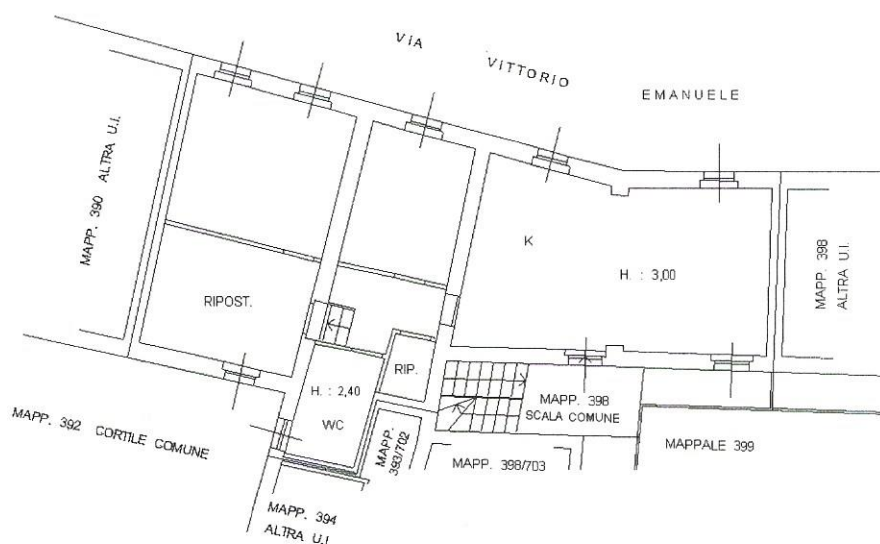 VIA
VITTORIO
EMANUELE
MAPP. 390 ALTRA U.I.
K
H. : 3,00
MAPP. 398
ALTRA U.I.
RIPOST.
RIP.
H. : 2,40
WC
MAPP. 398
SCALA COMUNE
MAPP. 392 CORTILE COMUNE
MAPP.
393/702
MAPP. 398/703
MAPPALE 399
MAPP. 394
ALTRA U.I